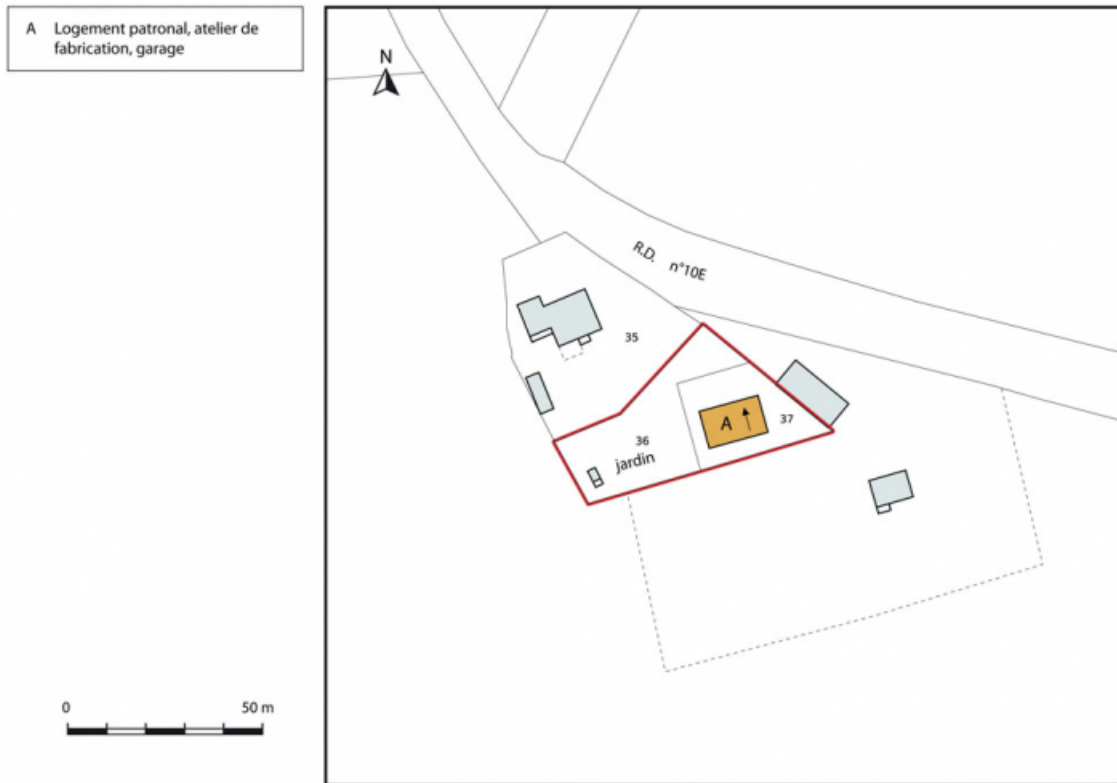 A Logement patronal, atelier de
fabrication, garage
N
R.D. n°10E
35
A
37
36
jardin
0 50 m